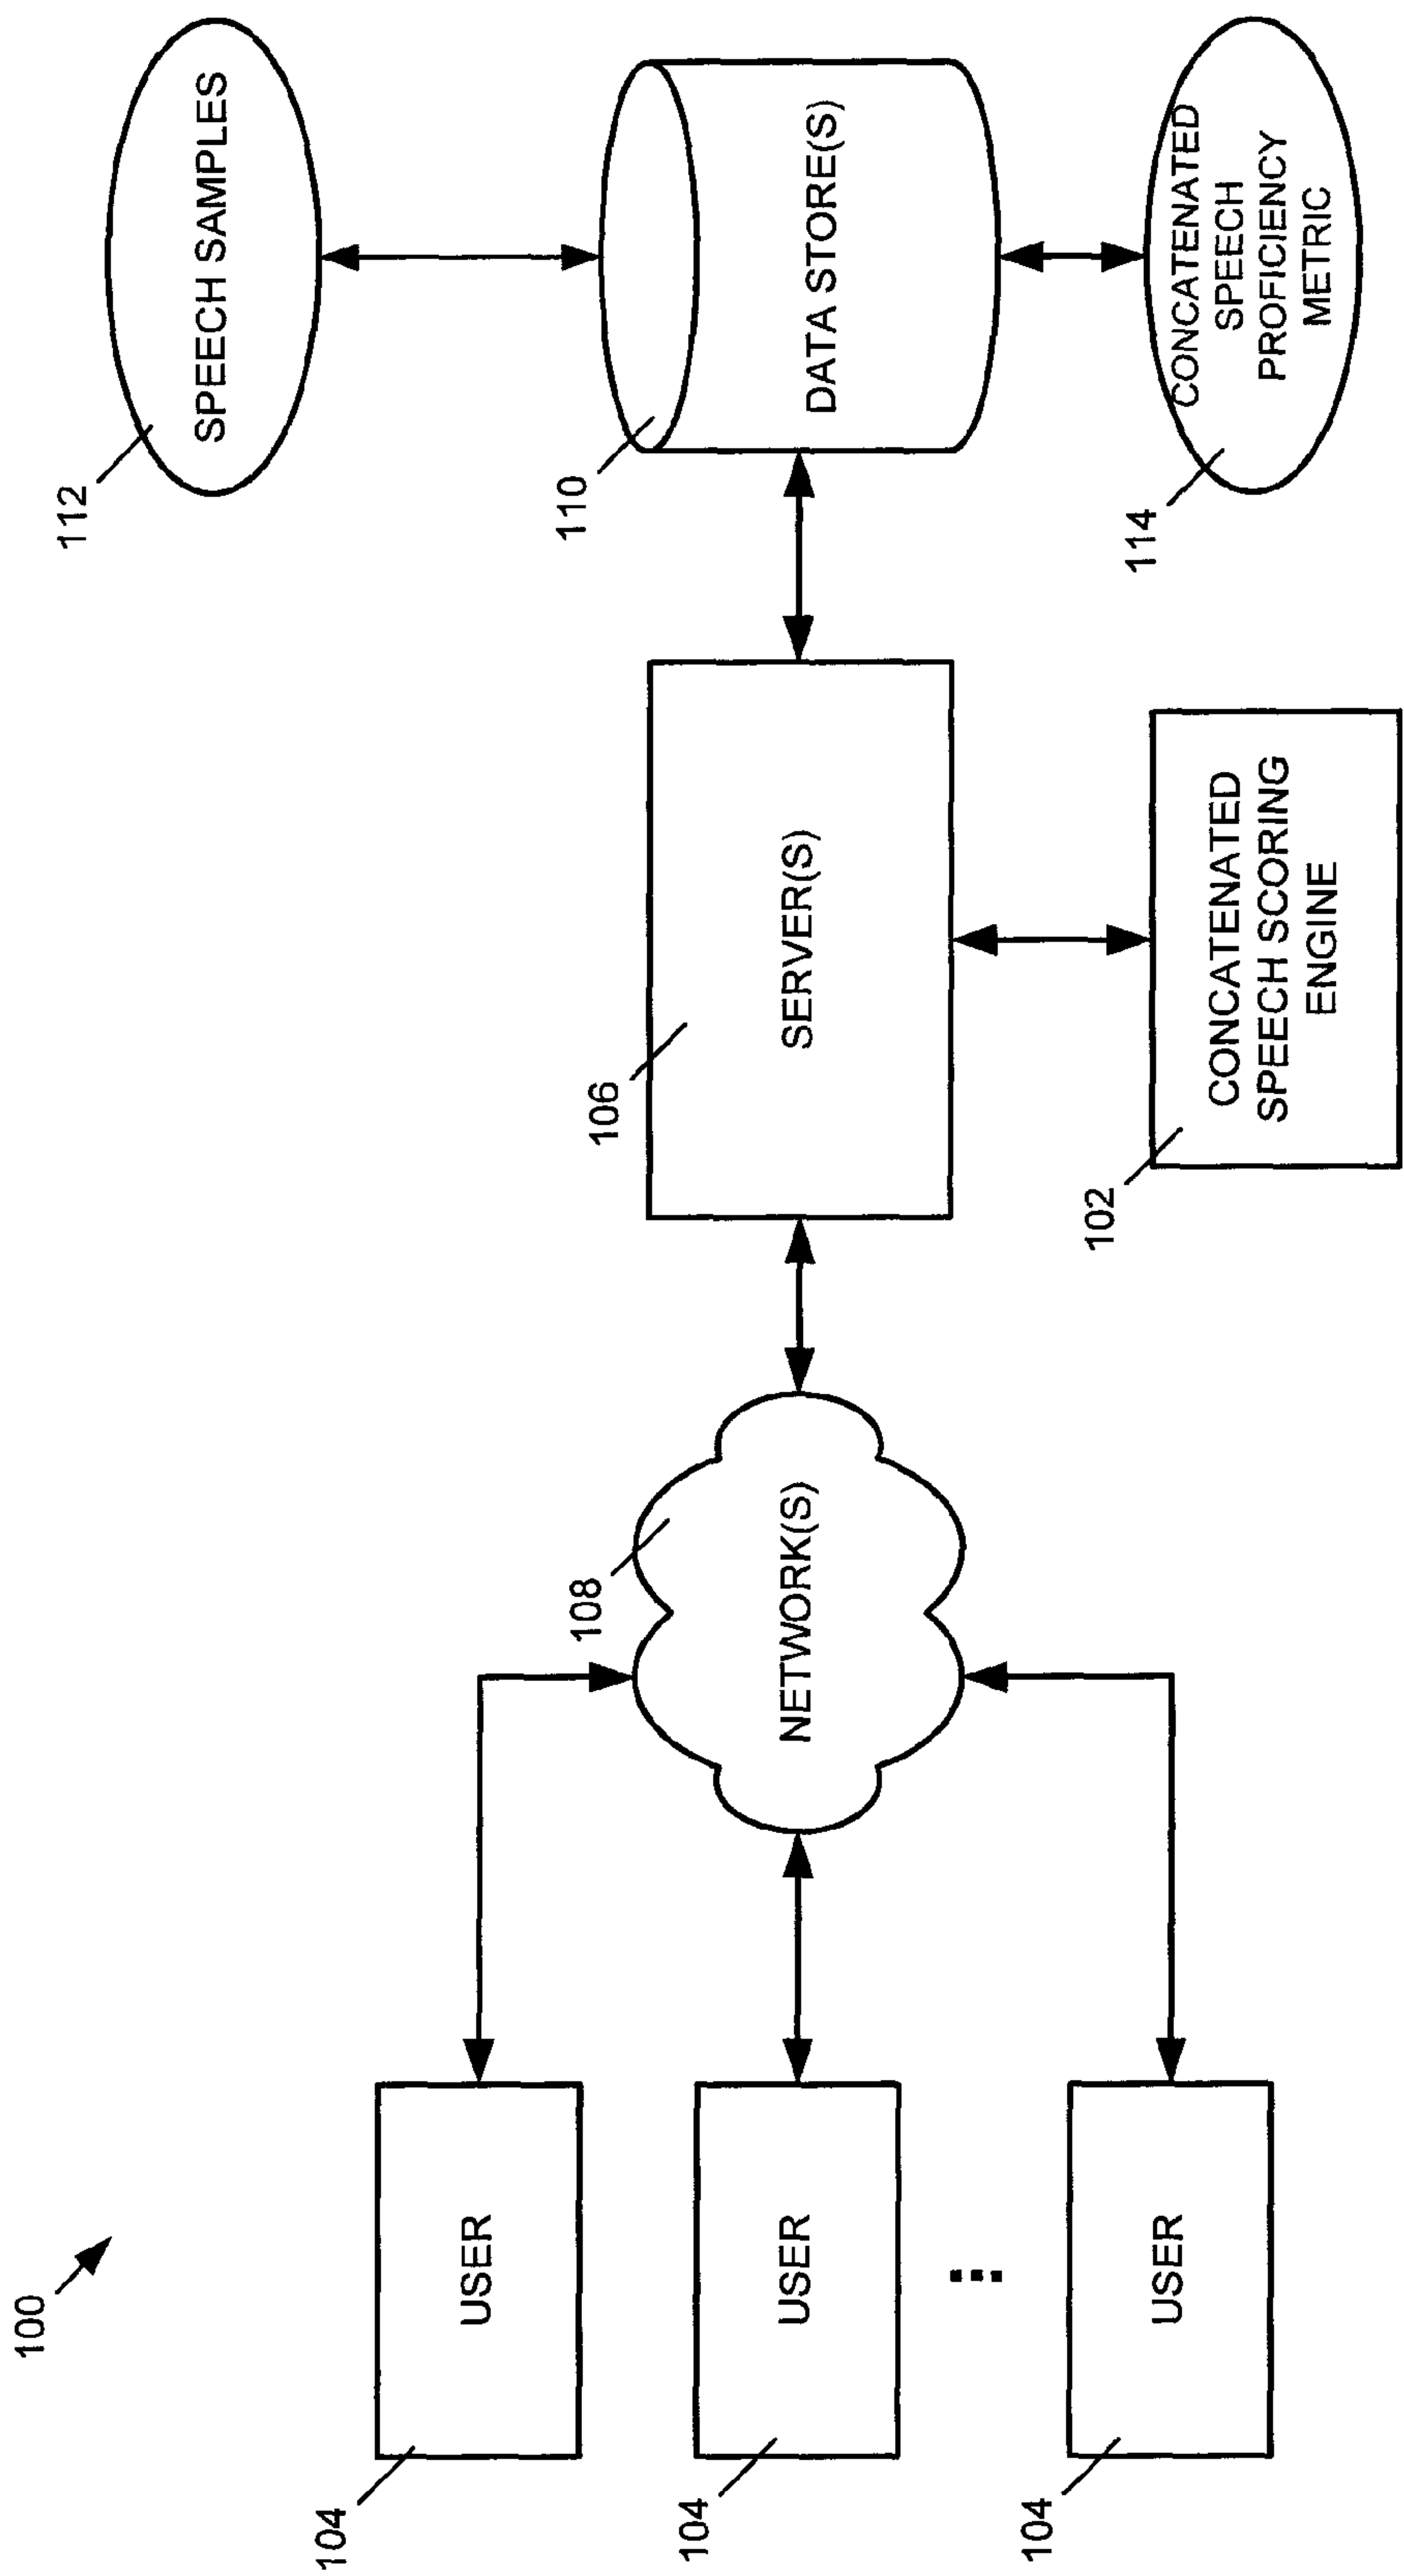 100
104
USER
104
USER
104
USER
108
NETWORK(S)
106
SERVER(S)
102
CONCATENATED
SPEECH SCORING
ENGINE
112
SPEECH SAMPLES
110
DATA STORE(S)
114
CONCATENATED
SPEECH
PROFICIENCY
METRIC